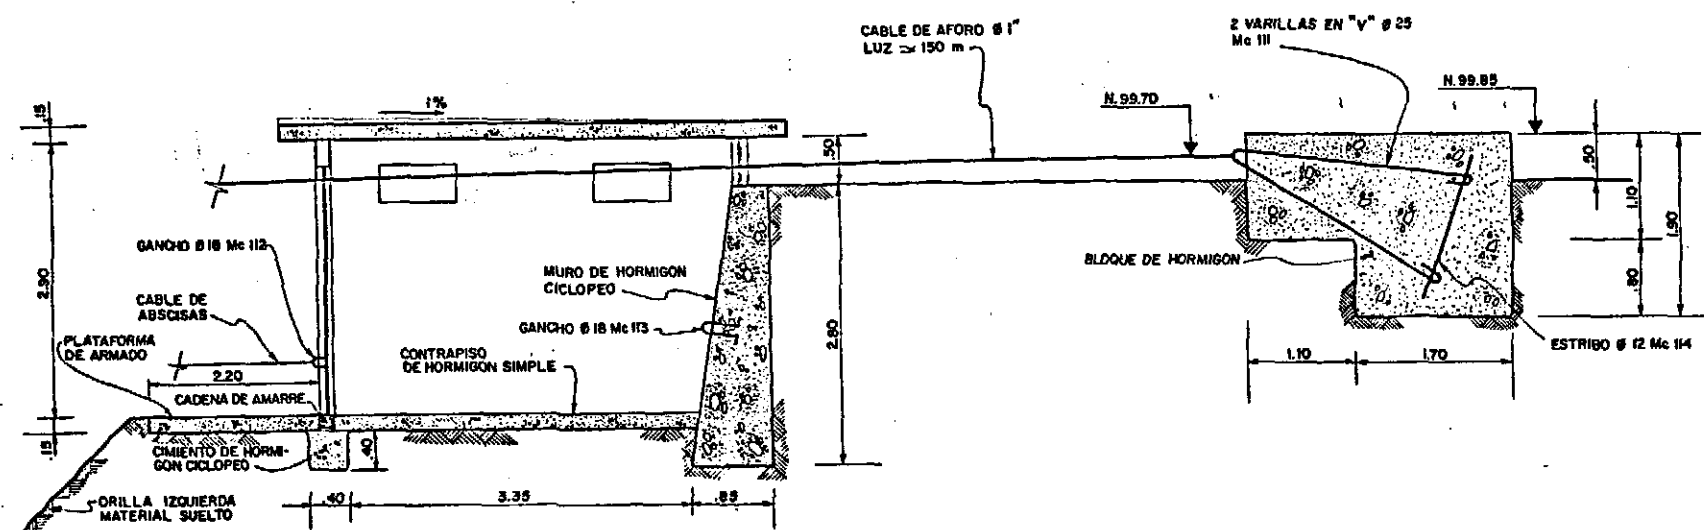 CABLE DE AFORO Ø 1"
LUZ ≃ 150 m
2 VARILLAS EN "V" Ø 25
Mc 111
N. 99.85
N. 99.70
1%
.15
.50
.50
1.10
1.90
.80
GANCHO Ø 18 Mc 112
2.90
MURO DE HORMIGON
CICLOPEO
BLOQUE DE HORMIGON
CABLE DE
ABSCISAS
GANCHO Ø 18 Mc 113
2.80
PLATAFORMA
DE ARMADO
CONTRAPISO
DE HORMIGON SIMPLE
ESTRIBO Ø 12 Mc 114
1.10
1.70
2.20
CADENA DE AMARRE
.15
CIMIENTO DE HORMI-
GON CICLOPEO
.40
ORILLA IZQUIERDA
MATERIAL SUELTO
.40
3.35
.85